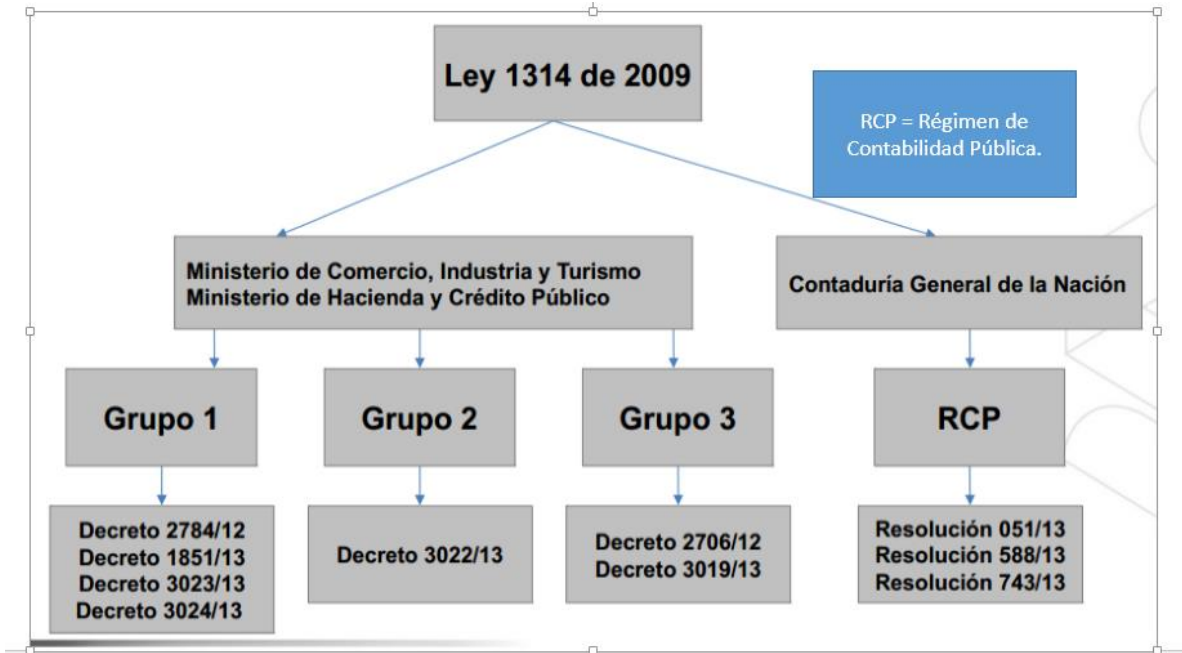 Ley 1314 de 2009
RCP = Régimen de
Contabilidad Pública.
Ministerio de Comercio, Industria y Turismo
Ministerio de Hacienda y Crédito Público
Contaduría General de la Nación
Grupo 1
Grupo 2
Grupo 3
RCP
Decreto 2784/12
Decreto 1851/13
Decreto 3023/13
Decreto 3024/13
Decreto 3022/13
Decreto 2706/12
Decreto 3019/13
Resolución 051/13
Resolución 588/13
Resolución 743/13